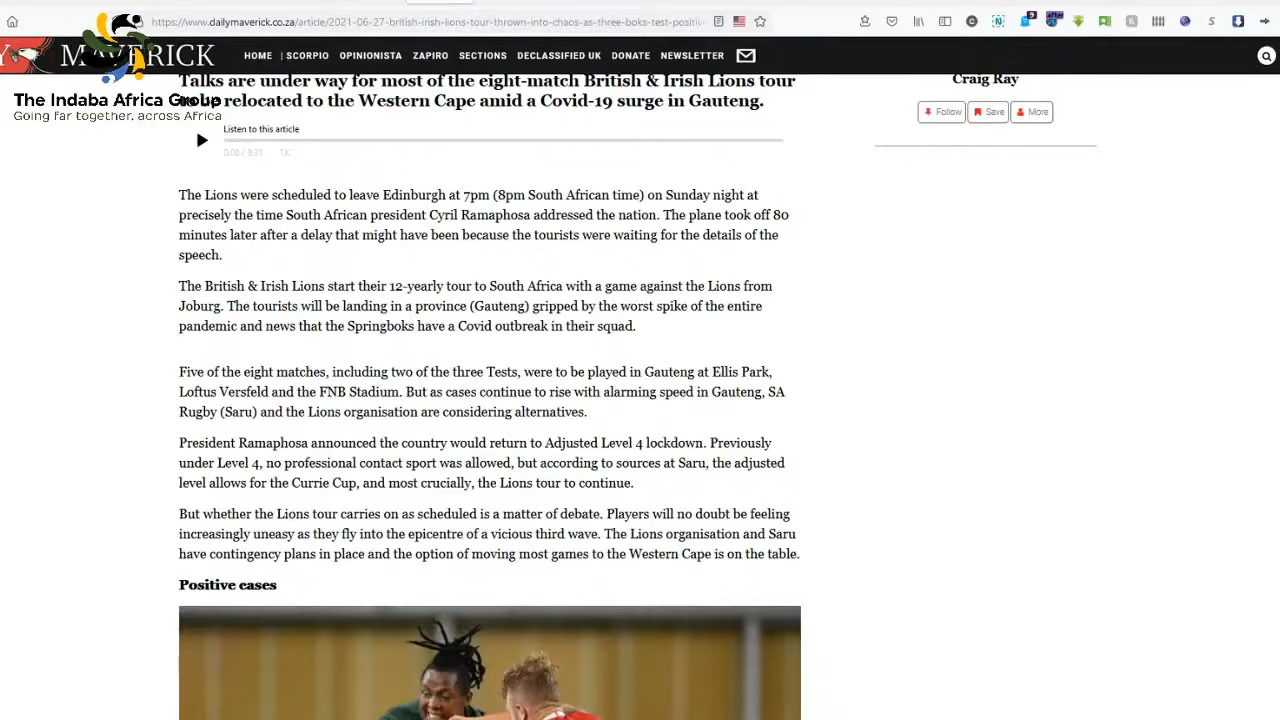 https://www.dailymaverick.co.za/article/2021-06-27-british-irish-lions-tour-thrown-into-chaos-as-three-boks-test-positiv
Y MAVERICK
HOME | SCORPIO OPINIONISTA ZAPIRO SECTIONS DECLASSIFIED UK DONATE NEWSLETTER
The Indaba Africa Group
Going far together, across Africa
Talks are under way for most of the eight-match British & Irish Lions tour
to be relocated to the Western Cape amid a Covid-19 surge in Gauteng.
Craig Ray
Follow Save More
Listen to this article
1X
The Lions were scheduled to leave Edinburgh at 7pm (8pm South African time) on Sunday night at
precisely the time South African president Cyril Ramaphosa addressed the nation. The plane took off 80
minutes later after a delay that might have been because the tourists were waiting for the details of the
speech.
The British & Irish Lions start their 12-yearly tour to South Africa with a game against the Lions from
Joburg. The tourists will be landing in a province (Gauteng) gripped by the worst spike of the entire
pandemic and news that the Springboks have a Covid outbreak in their squad.
Five of the eight matches, including two of the three Tests, were to be played in Gauteng at Ellis Park,
Loftus Versfeld and the FNB Stadium. But as cases continue to rise with alarming speed in Gauteng, SA
Rugby (Saru) and the Lions organisation are considering alternatives.
President Ramaphosa announced the country would return to Adjusted Level 4 lockdown. Previously
under Level 4, no professional contact sport was allowed, but according to sources at Saru, the adjusted
level allows for the Currie Cup, and most crucially, the Lions tour to continue.
But whether the Lions tour carries on as scheduled is a matter of debate. Players will no doubt be feeling
increasingly uneasy as they fly into the epicentre of a vicious third wave. The Lions organisation and Saru
have contingency plans in place and the option of moving most games to the Western Cape is on the table.
Positive cases